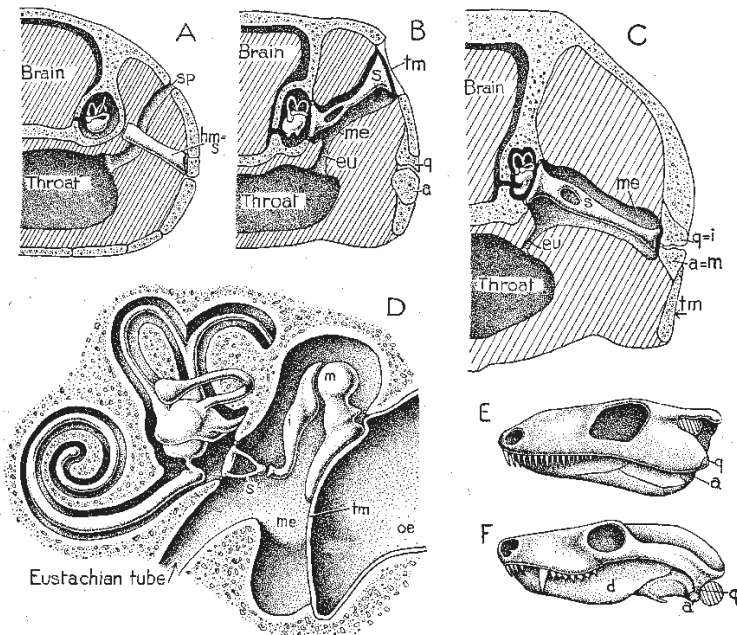 A
Brain
sp
hm=
s
Throat
B
Brain
s
tm
me
eu
q
a
Throat
C
Brain
me
s
q=i
a=m
eu
Throat
tm
D
m
i
s
tm
me
oe
Eustachian tube
E
q
a
F
d
a
q